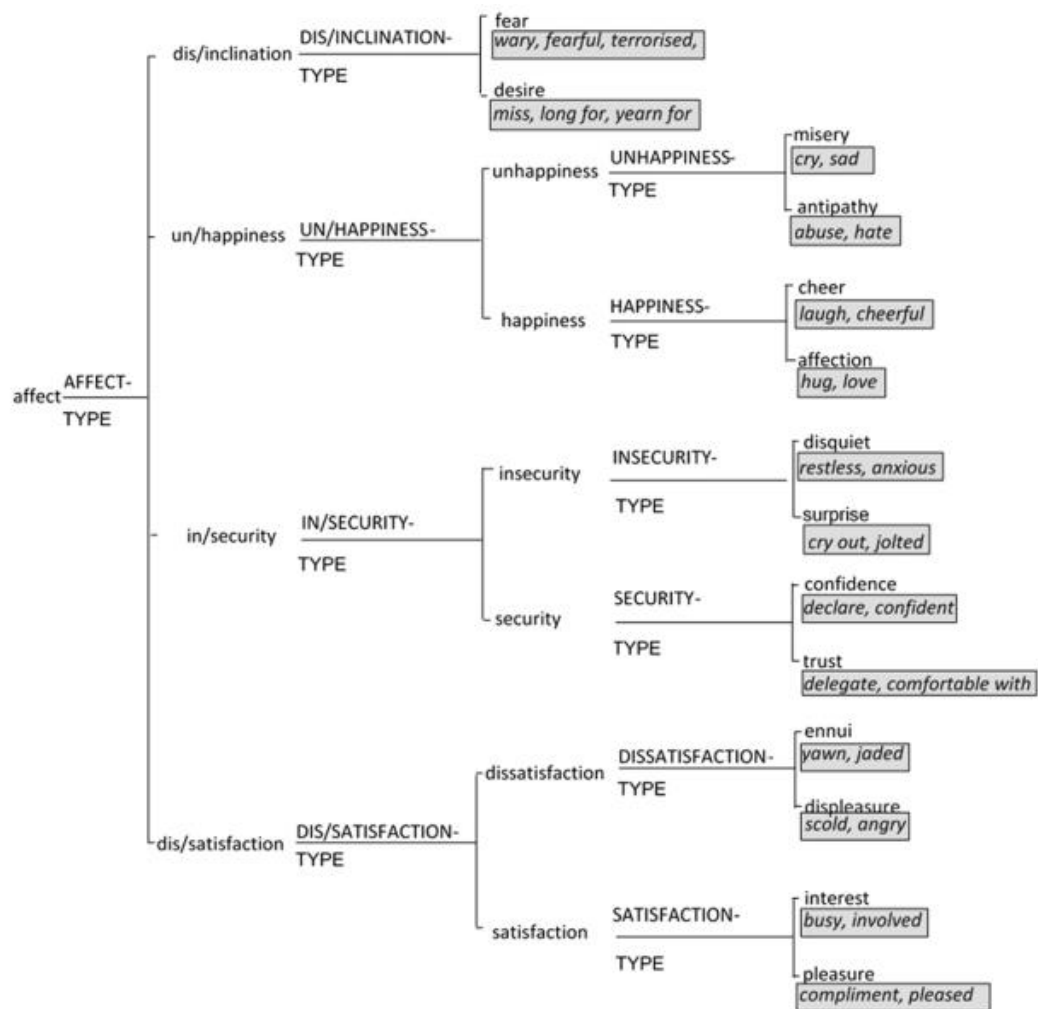 fear
wary, fearful, terrorised,
dis/inclination DIS/INCLINATION-
TYPE
desire
miss, long for, yearn for
misery
cry, sad
unhappiness UNHAPPINESS-
TYPE
antipathy
abuse, hate
un/happiness UN/HAPPINESS-
TYPE
cheer
laugh, cheerful
happiness HAPPINESS-
TYPE
affection
hug, love
affect AFFECT-
TYPE
disquiet
restless, anxious
insecurity INSECURITY-
TYPE
surprise
cry out, jolted
in/security IN/SECURITY-
TYPE
confidence
declare, confident
security SECURITY-
TYPE
trust
delegate, comfortable with
ennui
yawn, jaded
dissatisfaction DISSATISFACTION-
TYPE
displeasure
scold, angry
dis/satisfaction DIS/SATISFACTION-
TYPE
interest
busy, involved
satisfaction SATISFACTION-
TYPE
pleasure
compliment, pleased